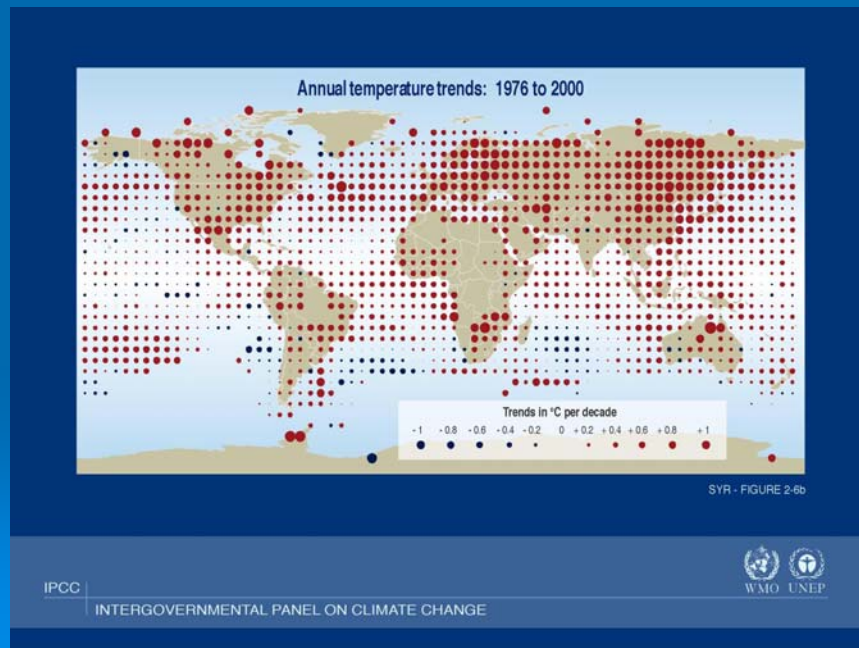 Annual temperature trends: 1976 to 2000
Trends in °C per decade
- 1 - 0.8 - 0.6 - 0.4 - 0.2 0 + 0.2 + 0.4 + 0.6 + 0.8 + 1
SYR - FIGURE 2-6b
WMO UNEP
IPCC
INTERGOVERNMENTAL PANEL ON CLIMATE CHANGE